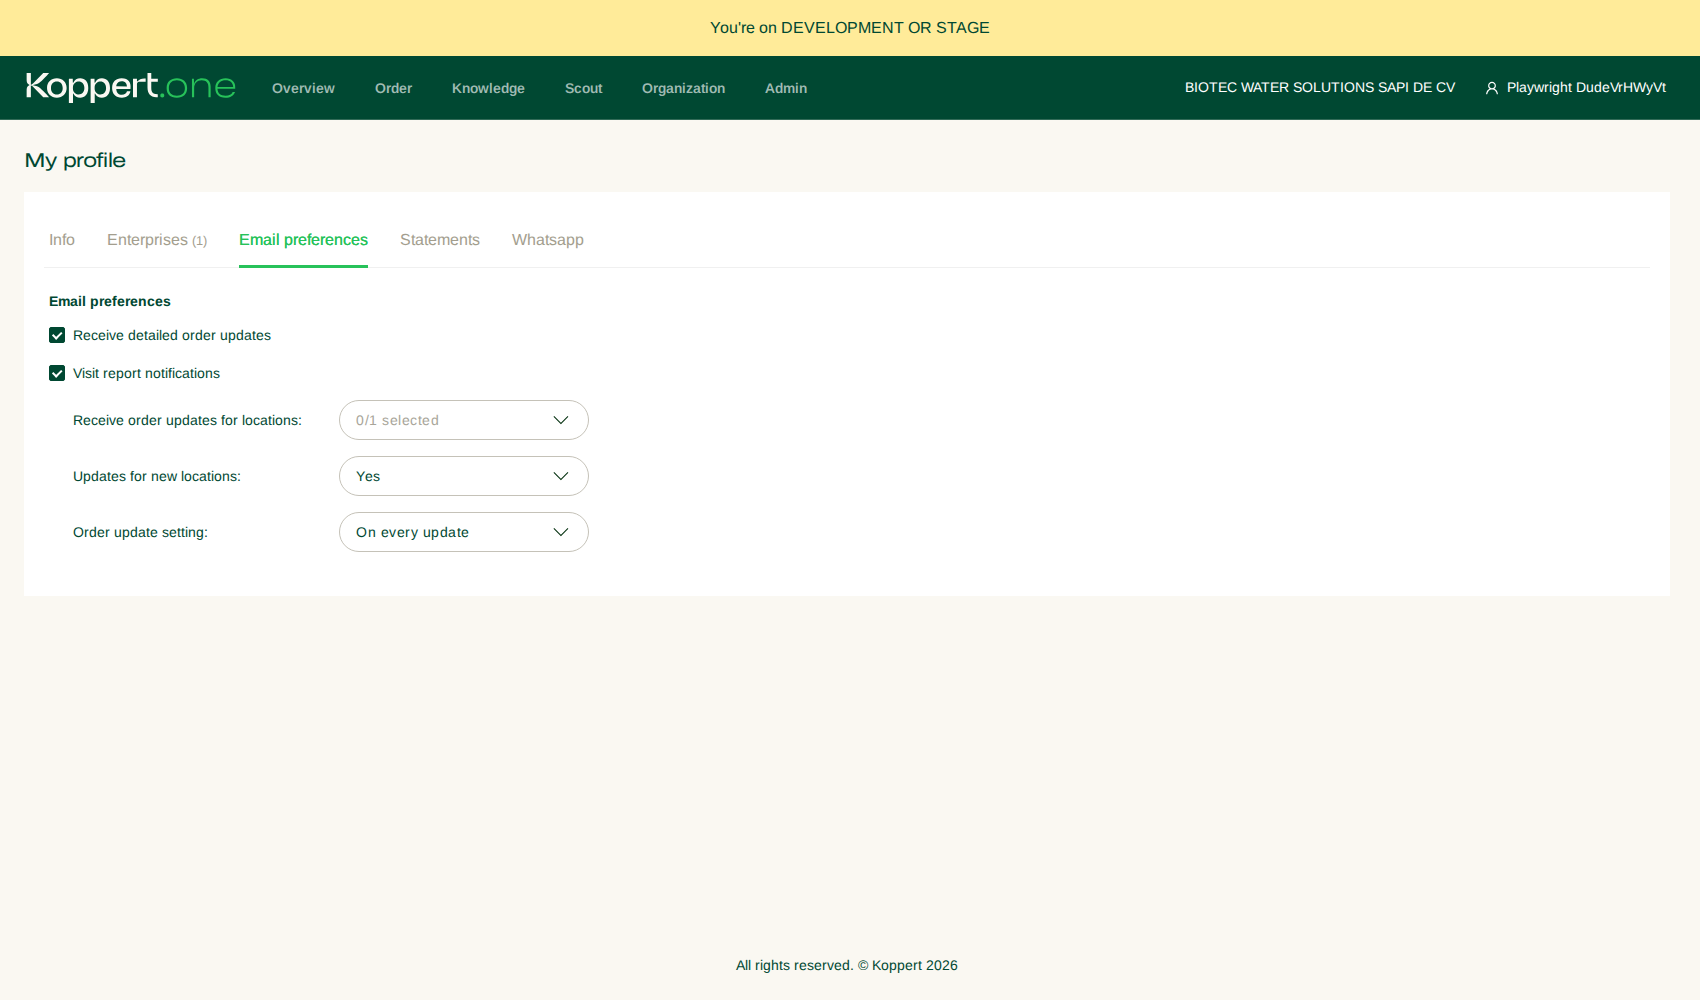 You're on DEVELOPMENT OR STAGE
Koppert.one
Overview
Order
Knowledge
Scout
Organization
Admin
BIOTEC WATER SOLUTIONS SAPI DE CV
Playwright DudeVrHWyVt
My profile
Info
Enterprises (1)
Email preferences
Statements
Whatsapp
Email preferences
Receive detailed order updates
Visit report notifications
Receive order updates for locations:
0/1 selected
Updates for new locations:
Yes
Order update setting:
On every update
All rights reserved. © Koppert 2026